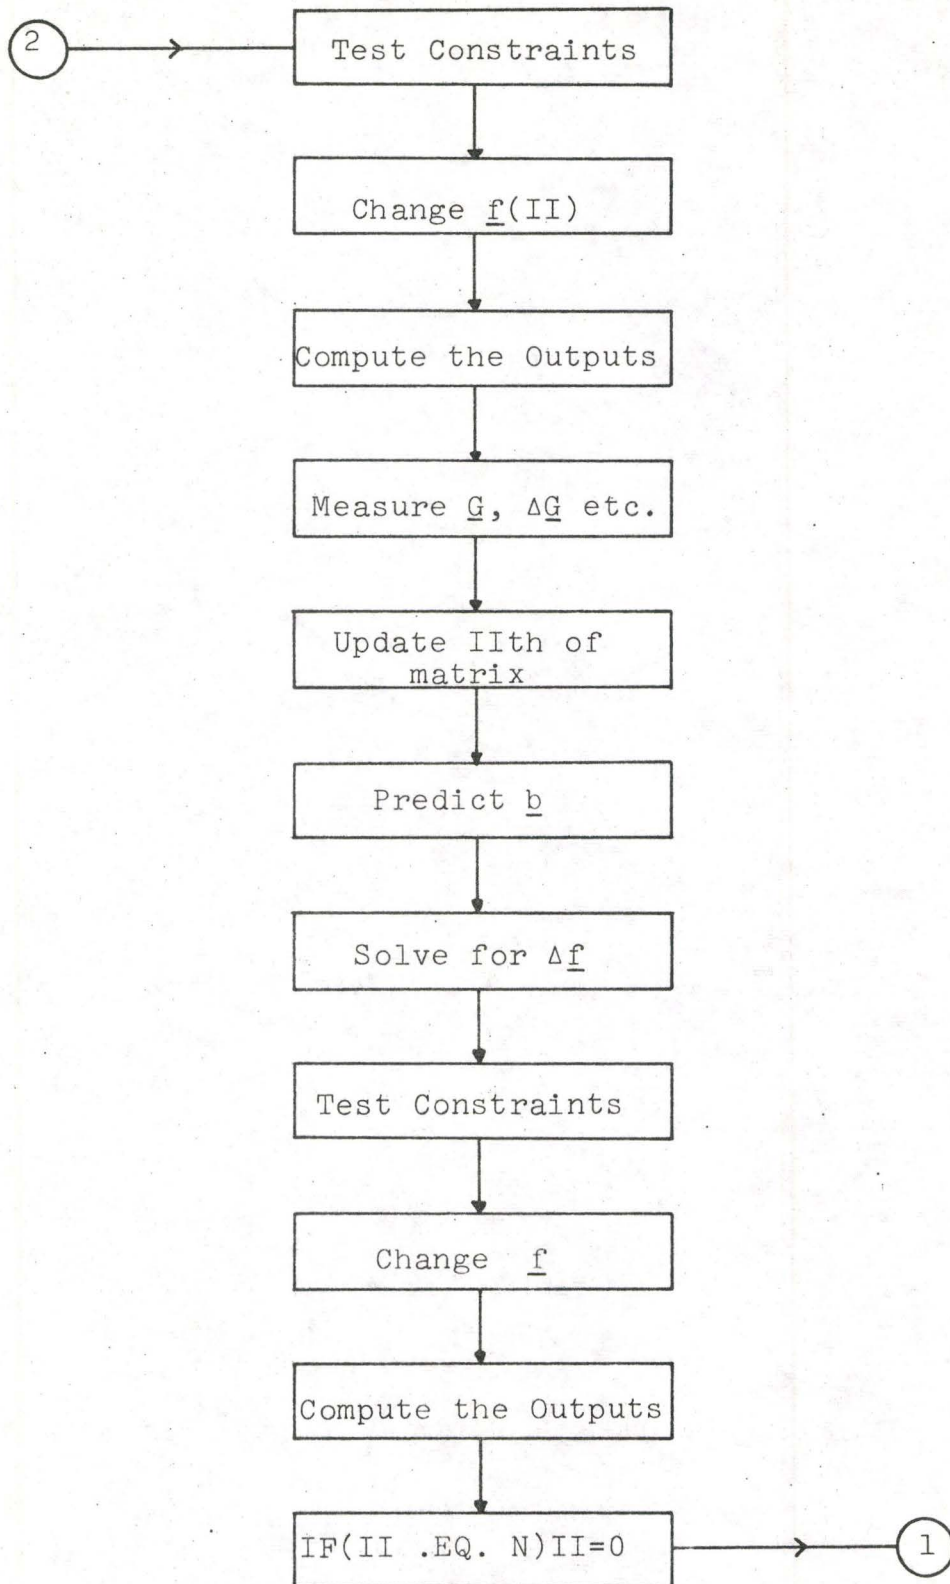 2
Test Constraints
Change f(II)
Compute the Outputs
Measure G, ΔG etc.
Update IIth of
matrix
Predict b
Solve for Δf
Test Constraints
Change f
Compute the Outputs
IF(II .EQ. N)II=0
1